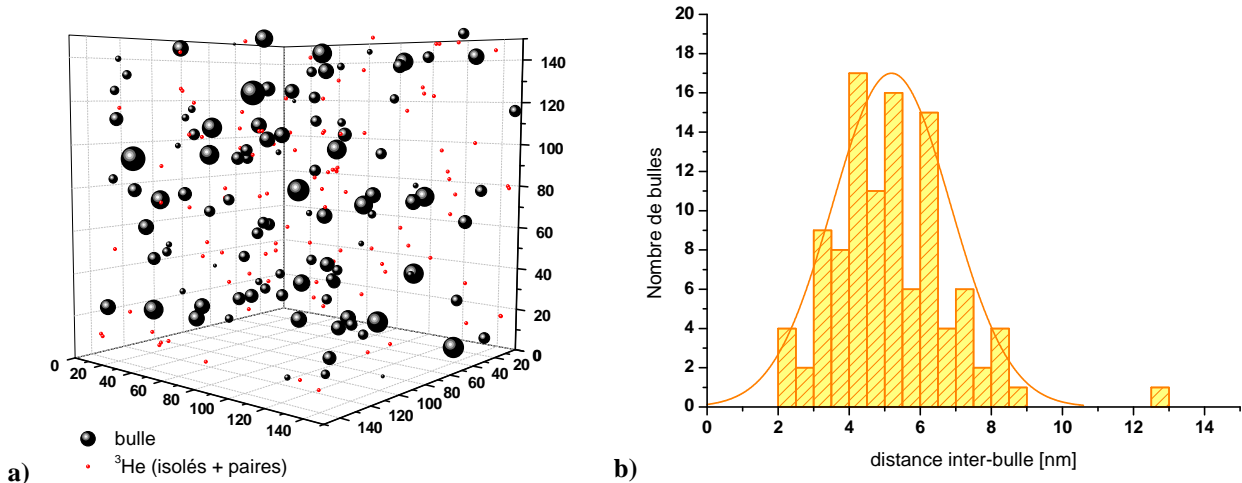 140
120
100
80
60
40
20
0
0 20 40 60 80 100 120 140
140 120 100 80 60 40 20
bulle
³He (isolés + paires)
a)
20
18
16
14
12
10
8
6
4
2
0
Nombre de bulles
0 2 4 6 8 10 12 14
distance inter-bulle [nm]
b)